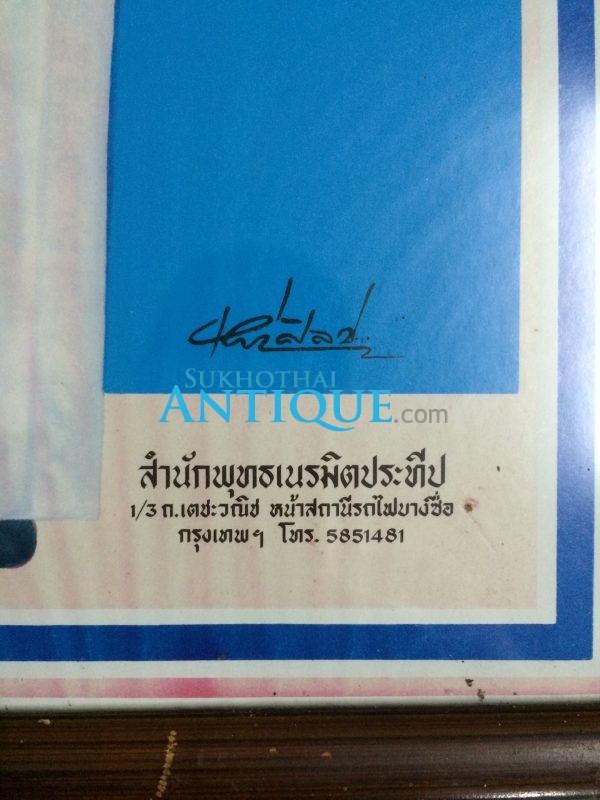 SUKHOTHAI
ANTIQUE.com
สำนักพุทธเนรมิตประทีป
1/3 ถ.เตชะวณิช หน้าสถานีรถไฟบางซื่อ
กรุงเทพฯ โทร. 5851481